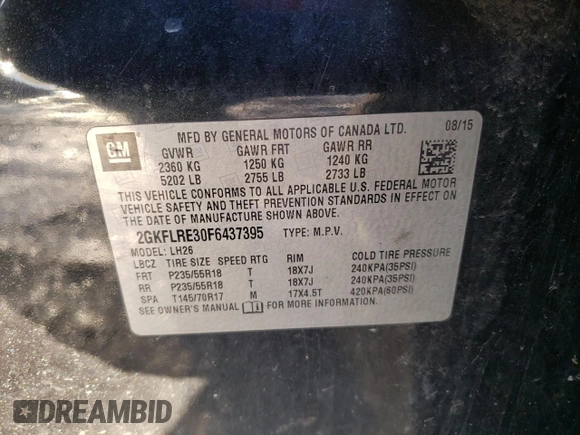 GM
MFD BY GENERAL MOTORS OF CANADA LTD. 08/15
GVWR GAWR FRT GAWR RR
2360 KG 1250 KG 1240 KG
5202 LB 2755 LB 2733 LB
THIS VEHICLE CONFORMS TO ALL APPLICABLE U.S. FEDERAL MOTOR
VEHICLE SAFETY AND THEFT PREVENTION STANDARDS IN EFFECT ON
THE DATE OF MANUFACTURE SHOWN ABOVE.
2GKFLRE30F6437395 TYPE: M.P.V.
MODEL: LH26
LBCZ TIRE SIZE SPEED RTG RIM COLD TIRE PRESSURE
FRT P235/55R18 T 18X7J 240KPA(35PSI)
RR P235/55R18 T 18X7J 240KPA(35PSI)
SPA T145/70R17 M 17X4.5T 420KPA(60PSI)
SEE OWNER'S MANUAL FOR MORE INFORMATION.
DREAMBID